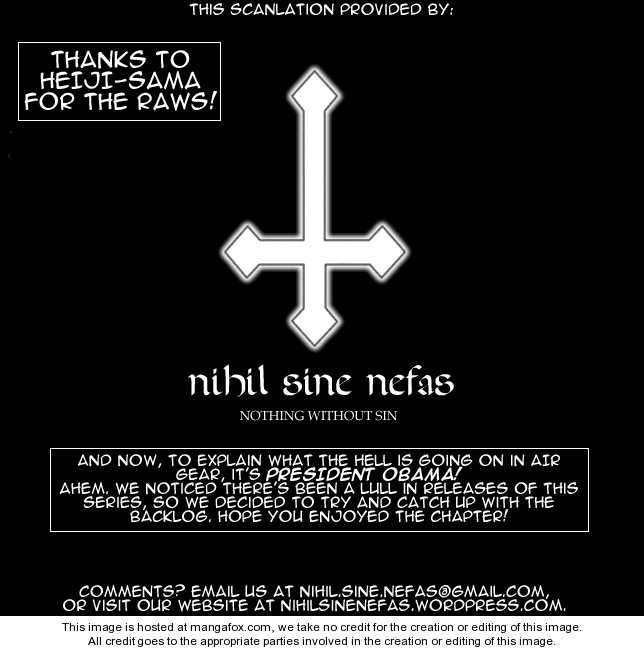 THIS SCANLATION PROVIDED BY:
THANKS TO
HEIJI-SAMA
FOR THE RAWS!
nihil sine nefas
NOTHING WITHOUT SIN
AND NOW, TO EXPLAIN WHAT THE HELL IS GOING ON IN AIR
GEAR, IT'S PRESIDENT OBAMA!
AHEM. WE NOTICED THERE'S BEEN A LULL IN RELEASES OF THIS
SERIES, SO WE DECIDED TO TRY AND CATCH UP WITH THE
BACKLOG. HOPE YOU ENJOYED THE CHAPTER!
COMMENTS? EMAIL US AT NIHIL.SINE.NEFAS@GMAIL.COM,
OR VISIT OUR WEBSITE AT NIHILSINENEFAS.WORDPRESS.COM.
This image is hosted at mangafox.com, we take no credit for the creation or editing of this image.
All credit goes to the appropriate parties involved in the creation or editing of this image.